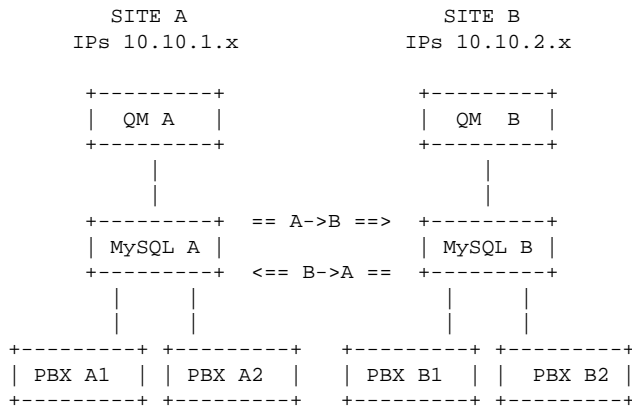 SITE A SITE B
IPs 10.10.1.x IPs 10.10.2.x
QM A QM B
== A->B ==>
MySQL A MySQL B
<== B->A ==
PBX A1 PBX A2 PBX B1 PBX B2